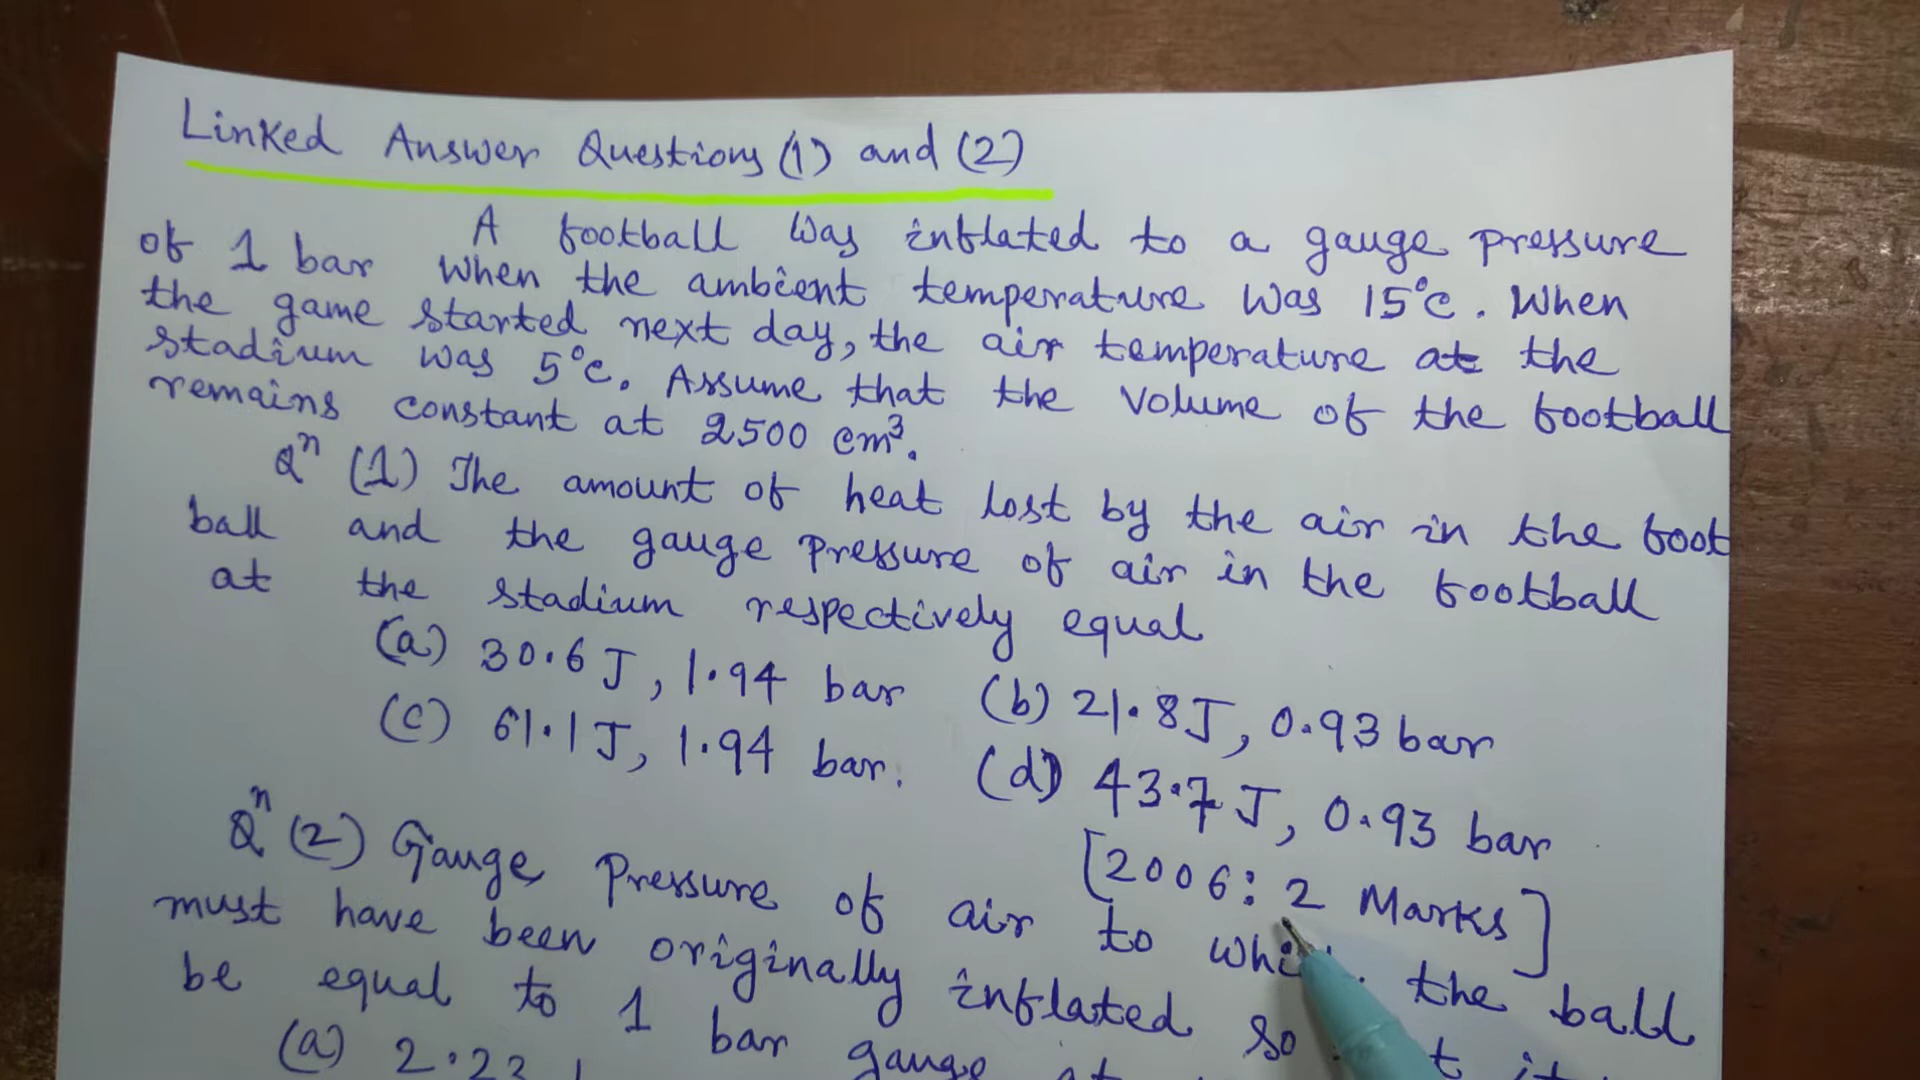 Linked Answer Questions (1) and (2)
A football was inflated to a gauge pressure
of 1 bar when the ambient temperature was 15°c. When
the game started next day, the air temperature at the
stadium was 5°c. Assume that the volume of the football
remains constant at 2500 cm³.
Qⁿ (1) The amount of heat lost by the air in the foot
ball and the gauge pressure of air in the football
at the stadium respectively equal
(a) 30.6 J, 1.94 bar (b) 21.8J, 0.93 bar
(c) 61.1J, 1.94 bar. (d) 43.7 J, 0.93 bar
[2006: 2 Marks]
Qⁿ (2) Gauge Pressure of air to the ball
must have been originally inflated so
be equal to 1 bar gauge
(a) 2.23